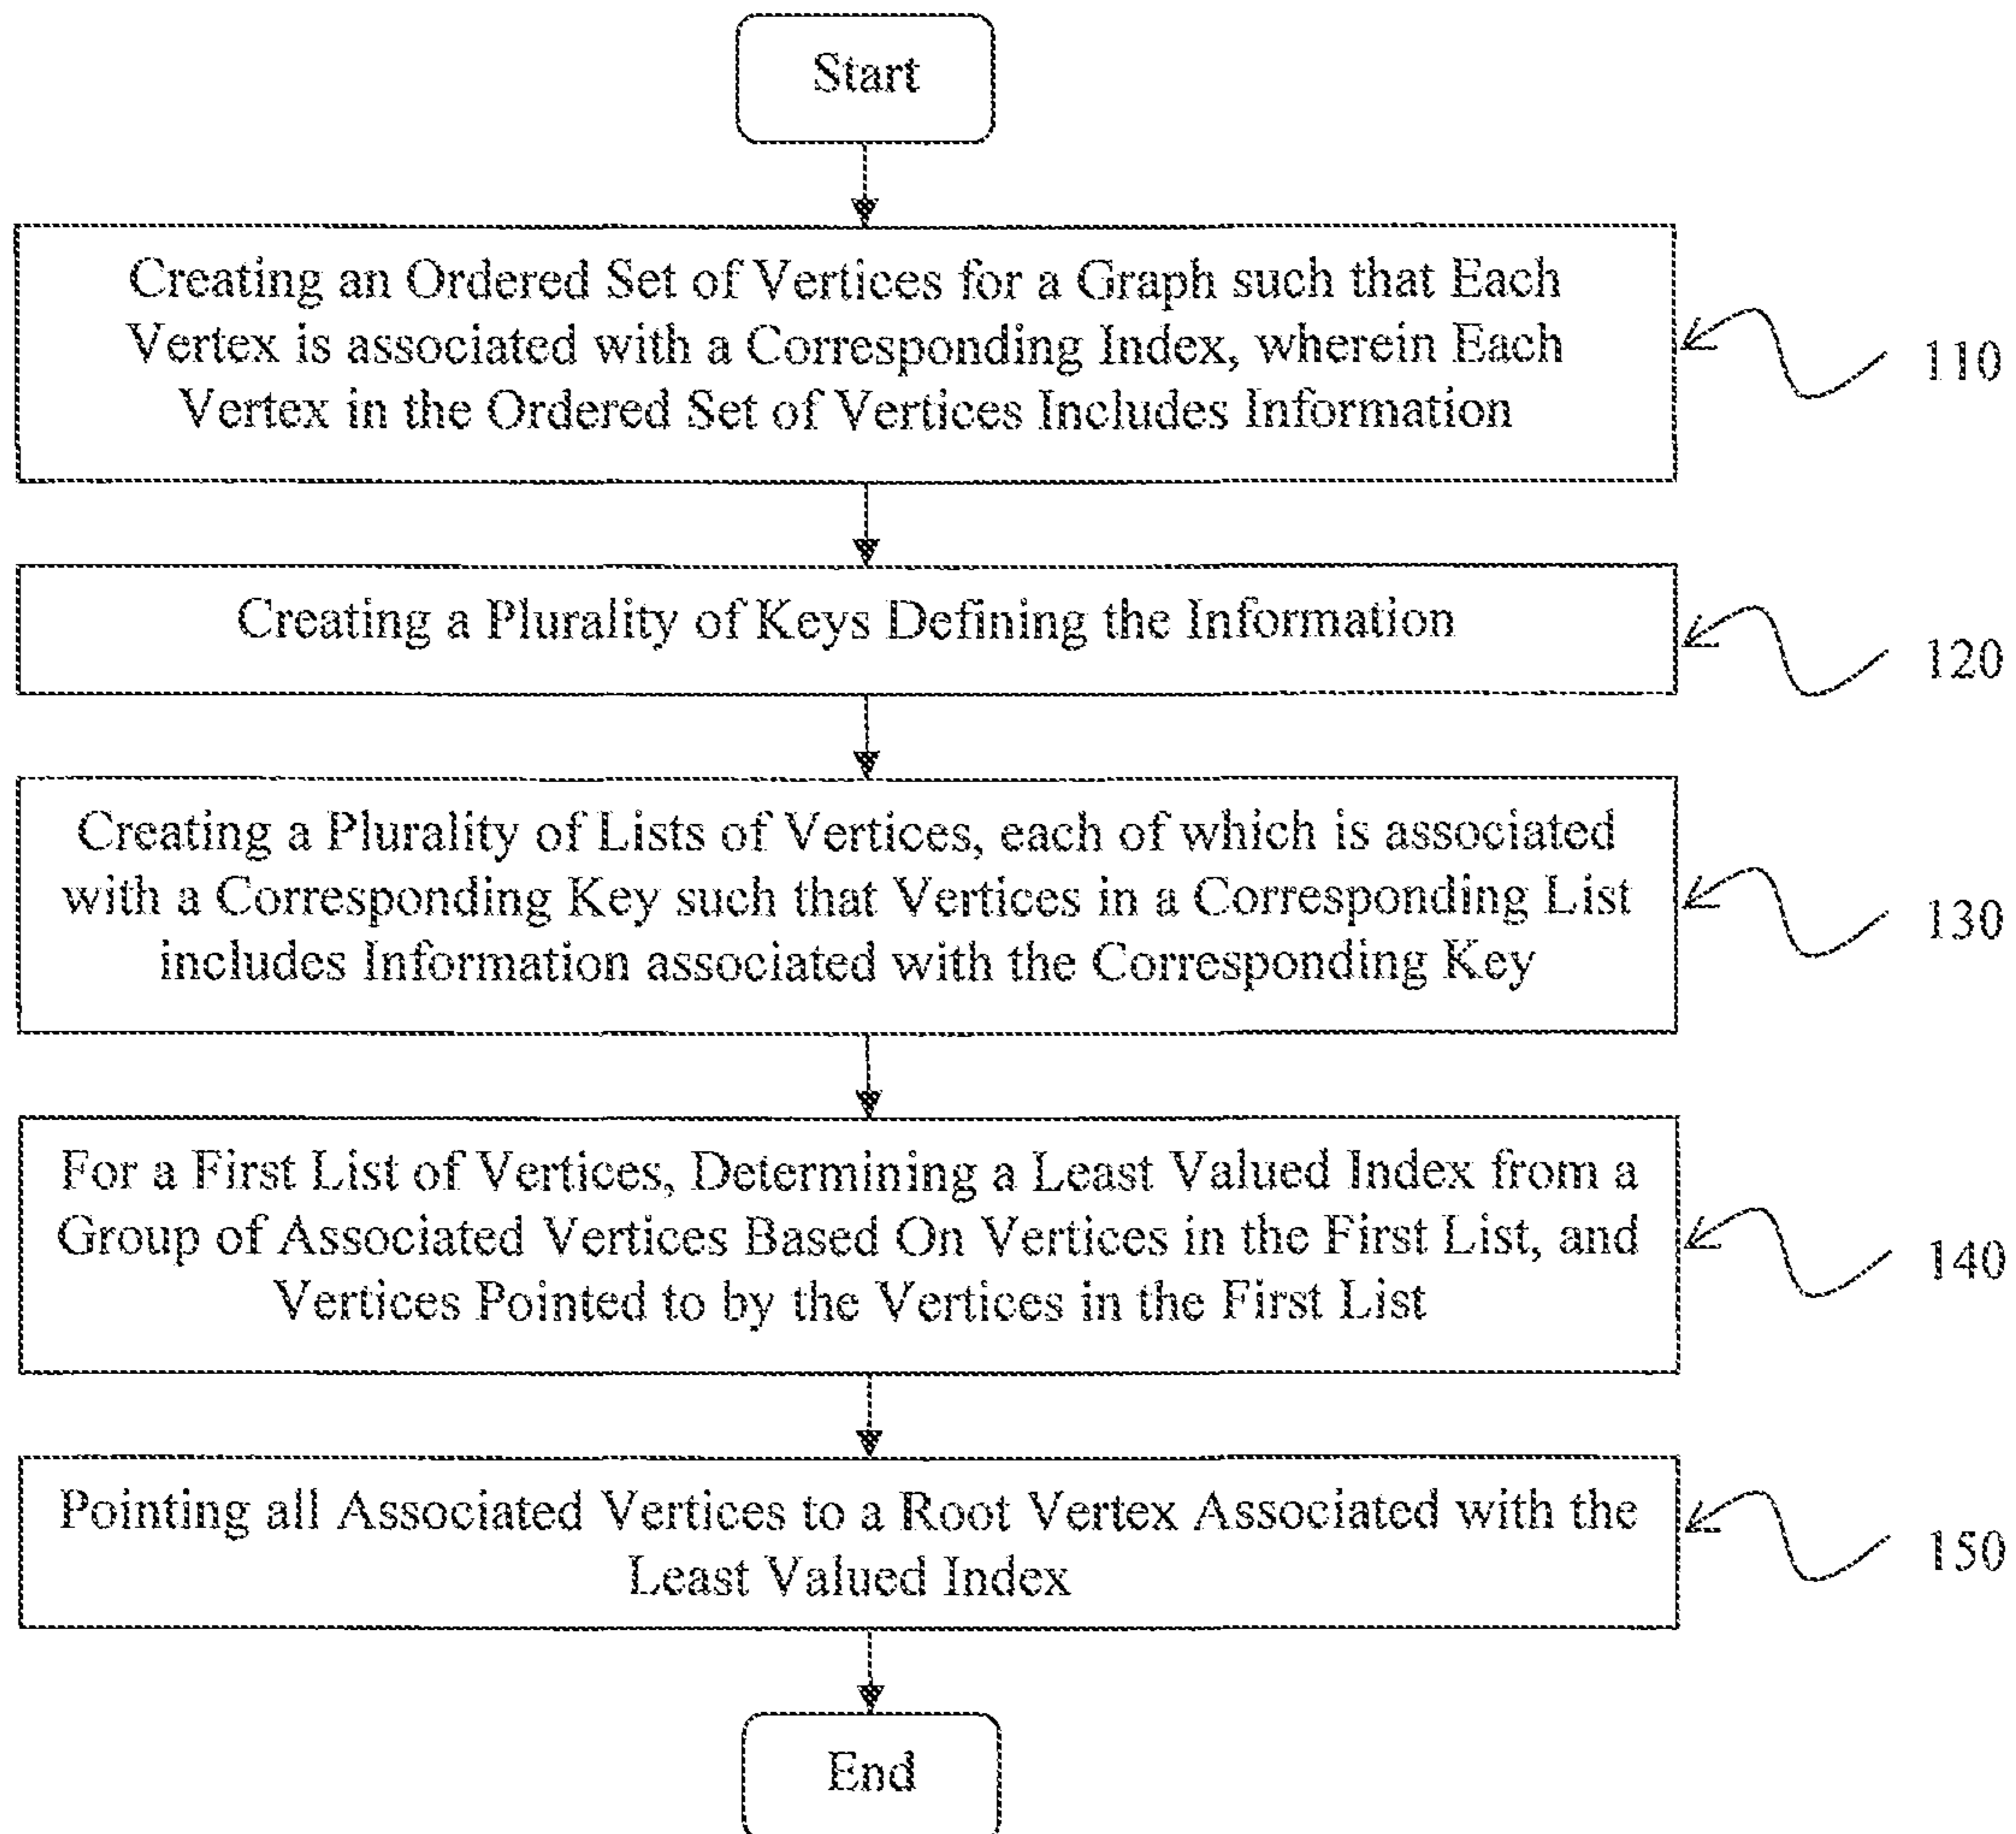 Start
Creating an Ordered Set of Vertices for a Graph such that Each
Vertex is associated with a Corresponding Index, wherein Each
Vertex in the Ordered Set of Vertices Includes Information
110
Creating a Plurality of Keys Defining the Information
120
Creating a Plurality of Lists of Vertices, each of which is associated
with a Corresponding Key such that Vertices in a Corresponding List
includes Information associated with the Corresponding Key
130
For a First List of Vertices, Determining a Least Valued Index from a
Group of Associated Vertices Based On Vertices in the First List, and
Vertices Pointed to by the Vertices in the First List
140
Pointing all Associated Vertices to a Root Vertex Associated with the
Least Valued Index
150
End